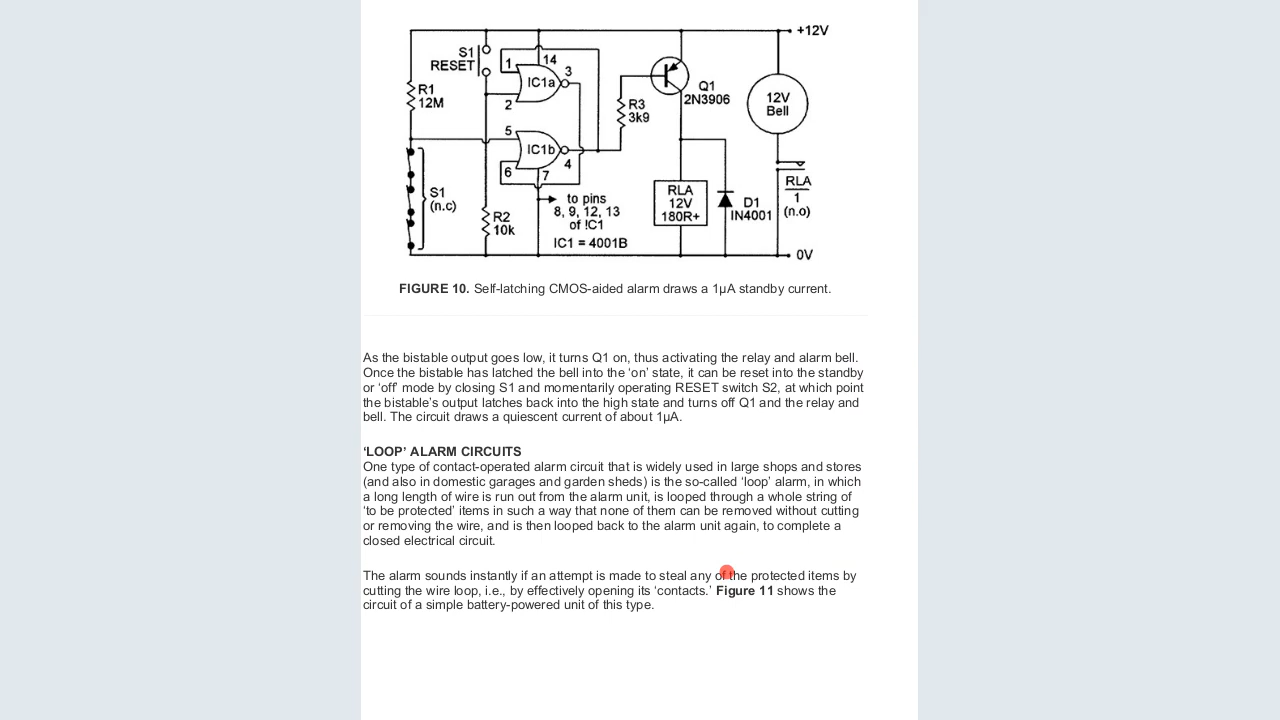 +12V
S1
RESET
1
14
3
IC1a
2
R1
12M
Q1
2N3906
12V
Bell
R3
3k9
5
IC1b
4
6
7
S1
(n.c)
to pins
8, 9, 12, 13
of !C1
IC1 = 4001B
R2
10k
RLA
12V
180R+
D1
IN4001
RLA
1
(n.o)
0V
FIGURE 10. Self-latching CMOS-aided alarm draws a 1µA standby current.
As the bistable output goes low, it turns Q1 on, thus activating the relay and alarm bell.
Once the bistable has latched the bell into the ‘on’ state, it can be reset into the standby
or ‘off’ mode by closing S1 and momentarily operating RESET switch S2, at which point
the bistable’s output latches back into the high state and turns off Q1 and the relay and
bell. The circuit draws a quiescent current of about 1µA.
‘LOOP’ ALARM CIRCUITS
One type of contact-operated alarm circuit that is widely used in large shops and stores
(and also in domestic garages and garden sheds) is the so-called ‘loop’ alarm, in which
a long length of wire is run out from the alarm unit, is looped through a whole string of
‘to be protected’ items in such a way that none of them can be removed without cutting
or removing the wire, and is then looped back to the alarm unit again, to complete a
closed electrical circuit.
The alarm sounds instantly if an attempt is made to steal any of the protected items by
cutting the wire loop, i.e., by effectively opening its ‘contacts.’ Figure 11 shows the
circuit of a simple battery-powered unit of this type.